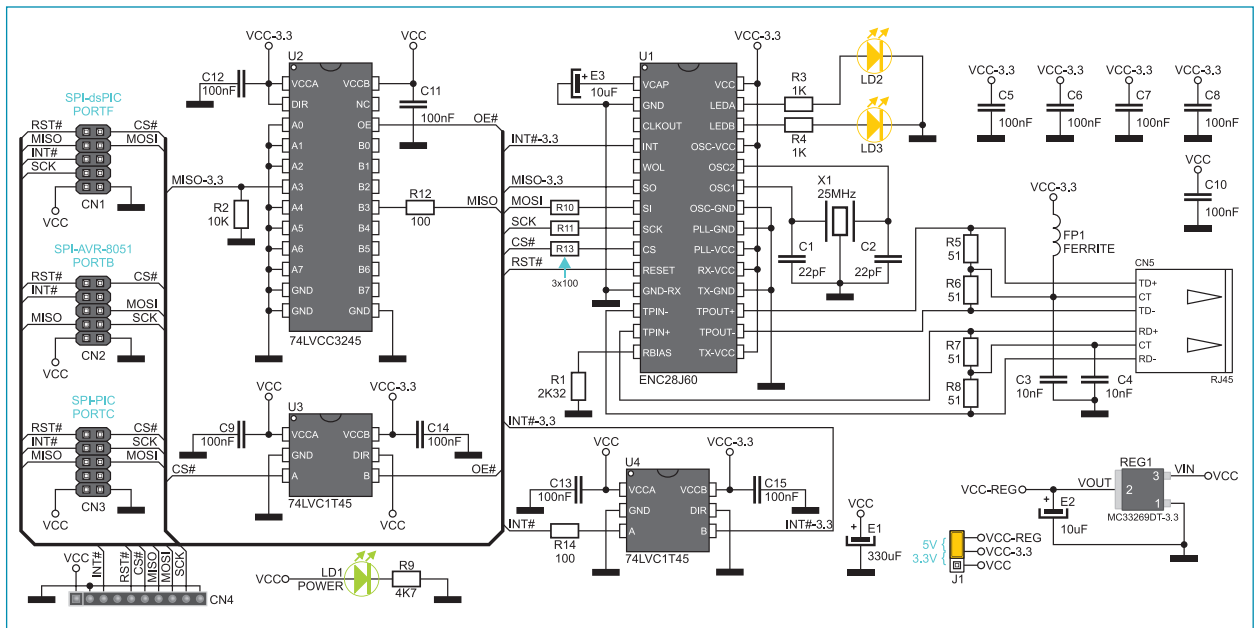 VCC-3.3
U2
VCC
C12
100nF
VCCA
DIR
A0
A1
A2
A3
A4
A5
A6
A7
GND
GND
VCCB
NC
OE
B0
B1
B2
B3
B4
B5
B6
B7
GND
74LVCC3245
C11
100nF
OE#
MISO-3.3
R2
10K
R12
100
MISO
SPI-dsPIC
PORTF
RST#
MISO
INT#
SCK
CS#
MOSI
VCC
CN1
SPI-AVR-8051
PORTB
RST#
INT#
MISO
CS#
MOSI
SCK
VCC
CN2
SPI-PIC
PORTC
RST#
INT#
MISO
CS#
SCK
MOSI
VCC
CN3
VCC
INT#
RST#
CS#
MISO
MOSI
SCK
CN4
VCC
U3
VCC-3.3
C9
100nF
VCCA
GND
A
VCCB
DIR
B
C14
100nF
CS#
OE#
74LVC1T45
VCC
VCC
LD1
POWER
R9
4K7
E3
10uF
U1
VCC-3.3
VCAP
GND
CLKOUT
INT
WOL
SO
SI
SCK
CS
RESET
GND-RX
TPIN-
TPIN+
RBIAS
VCC
LEDA
LEDB
OSC-VCC
OSC2
OSC1
OSC-GND
PLL-GND
PLL-VCC
RX-VCC
TX-GND
TPOUT+
TPOUT-
TX-VCC
ENC28J60
INT#-3.3
MISO-3.3
MOSI
R10
SCK
R11
CS#
R13
RST#
3x100
R1
2K32
R3
1K
R4
1K
LD2
LD3
X1
25MHz
C1
22pF
C2
22pF
VCC-3.3
C5
100nF
VCC-3.3
C6
100nF
VCC-3.3
C7
100nF
VCC-3.3
C8
100nF
VCC
C10
100nF
VCC-3.3
FP1
FERRITE
R5
51
R6
51
R7
51
R8
51
CN5
TD+
CT
TD-
RD+
CT
RD-
RJ45
C3
10nF
C4
10nF
INT#-3.3
VCC
U4
VCC-3.3
C13
100nF
VCCA
GND
A
VCCB
DIR
B
C15
100nF
INT#
R14
100
INT#-3.3
74LVC1T45
VCC
E1
330uF
REG1
VCC-REG
VOUT
2
3
1
VIN
VCC
MC33269DT-3.3
E2
10uF
5V
3.3V
VCC-REG
VCC-3.3
VCC
J1